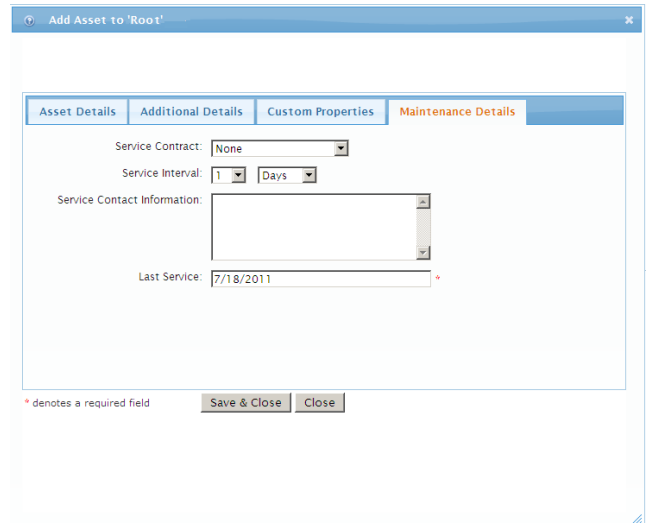 Add Asset to 'Root'
Asset Details Additional Details Custom Properties Maintenance Details
Service Contract: None
Service Interval: 1 Days
Service Contact Information:
Last Service: 7/18/2011 *
* denotes a required field Save & Close Close